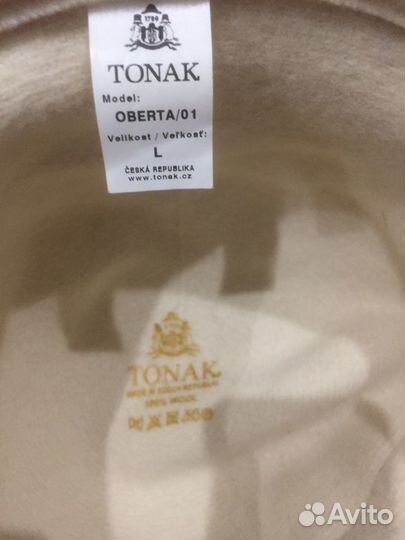 1799
TONAK
Model:
OBERTA/01
Velikost / Veľkosť:
L
ČESKÁ REPUBLIKA
www.tonak.cz
TONAK
MADE IN CZECH REPUBLIC
100% WOOL
Avito